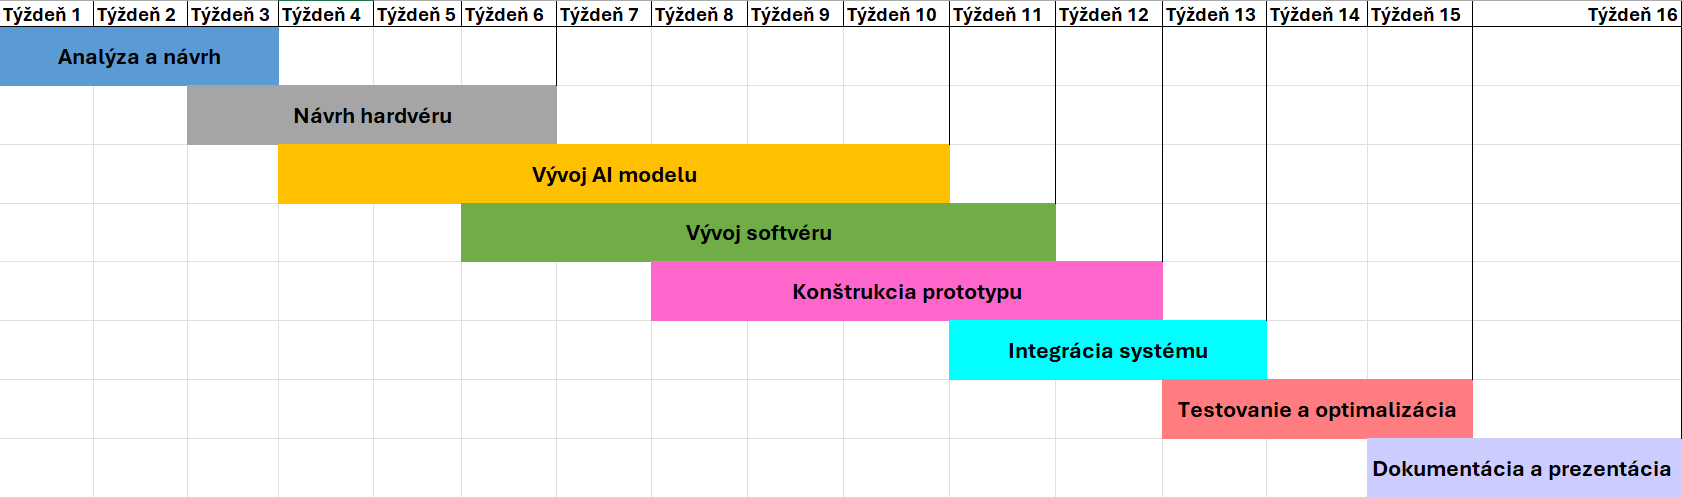 Týždeň 1 Týždeň 2 Týždeň 3 Týždeň 4 Týždeň 5 Týždeň 6 Týždeň 7 Týždeň 8 Týždeň 9 Týždeň 10 Týždeň 11 Týždeň 12 Týždeň 13 Týždeň 14 Týždeň 15 Týždeň 16
Analýza a návrh
Návrh hardvéru
Vývoj AI modelu
Vývoj softvéru
Konštrukcia prototypu
Integrácia systému
Testovanie a optimalizácia
Dokumentácia a prezentácia